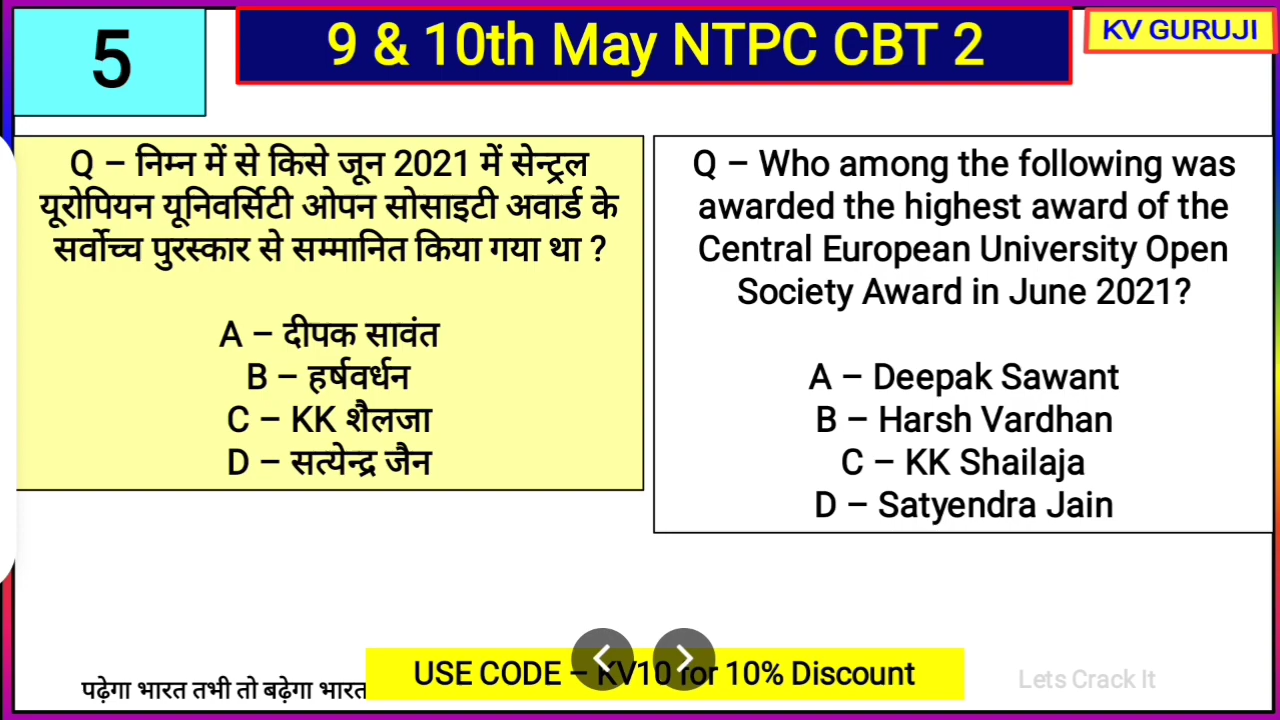 5
9 & 10th May NTPC CBT 2
KV GURUJI
Q – निम्न में से किसे जून 2021 में सेन्ट्रल
यूरोपियन यूनिवर्सिटी ओपन सोसाइटी अवार्ड के
सर्वोच्च पुरस्कार से सम्मानित किया गया था ?
A – दीपक सावंत
B – हर्षवर्धन
C – KK शैलजा
D – सत्येन्द्र जैन
Q – Who among the following was
awarded the highest award of the
Central European University Open
Society Award in June 2021?
A – Deepak Sawant
B – Harsh Vardhan
C – KK Shailaja
D – Satyendra Jain
पढ़ेगा भारत तभी तो बढ़ेगा भारत
USE CODE – KV10 for 10% Discount
Lets Crack It